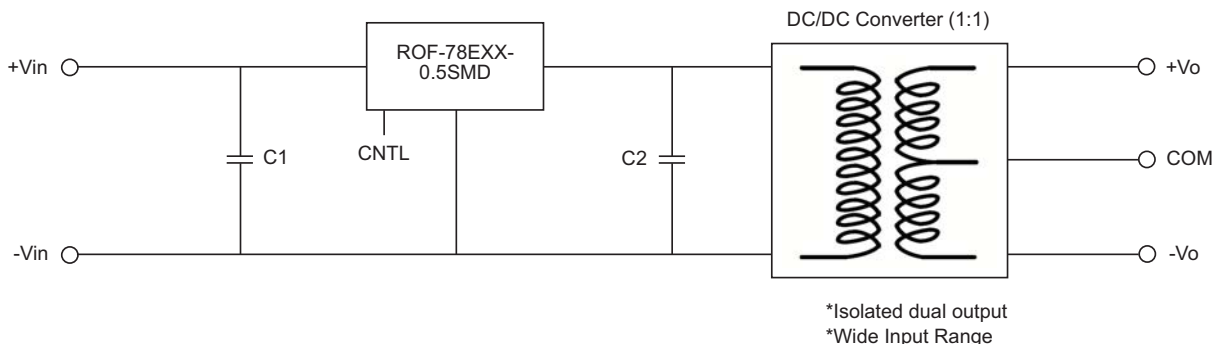 DC/DC Converter (1:1)
ROF-78EXX-
0.5SMD
+Vin
+Vo
C1
CNTL
C2
COM
-Vin
-Vo
*Isolated dual output
*Wide Input Range